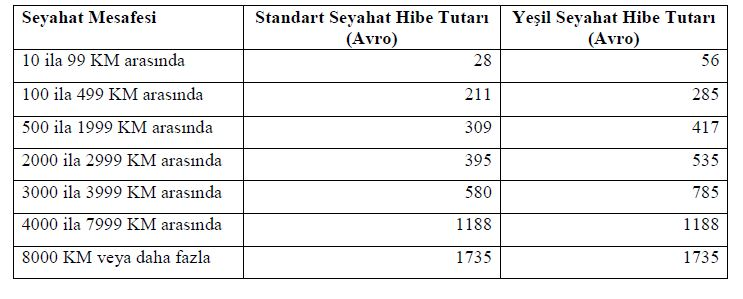 Seyahat Mesafesi Standart Seyahat Hibe Tutarı (Avro) Yeşil Seyahat Hibe Tutarı (Avro)
10 ila 99 KM arasında 28 56
100 ila 499 KM arasında 211 285
500 ila 1999 KM arasında 309 417
2000 ila 2999 KM arasında 395 535
3000 ila 3999 KM arasında 580 785
4000 ila 7999 KM arasında 1188 1188
8000 KM veya daha fazla 1735 1735